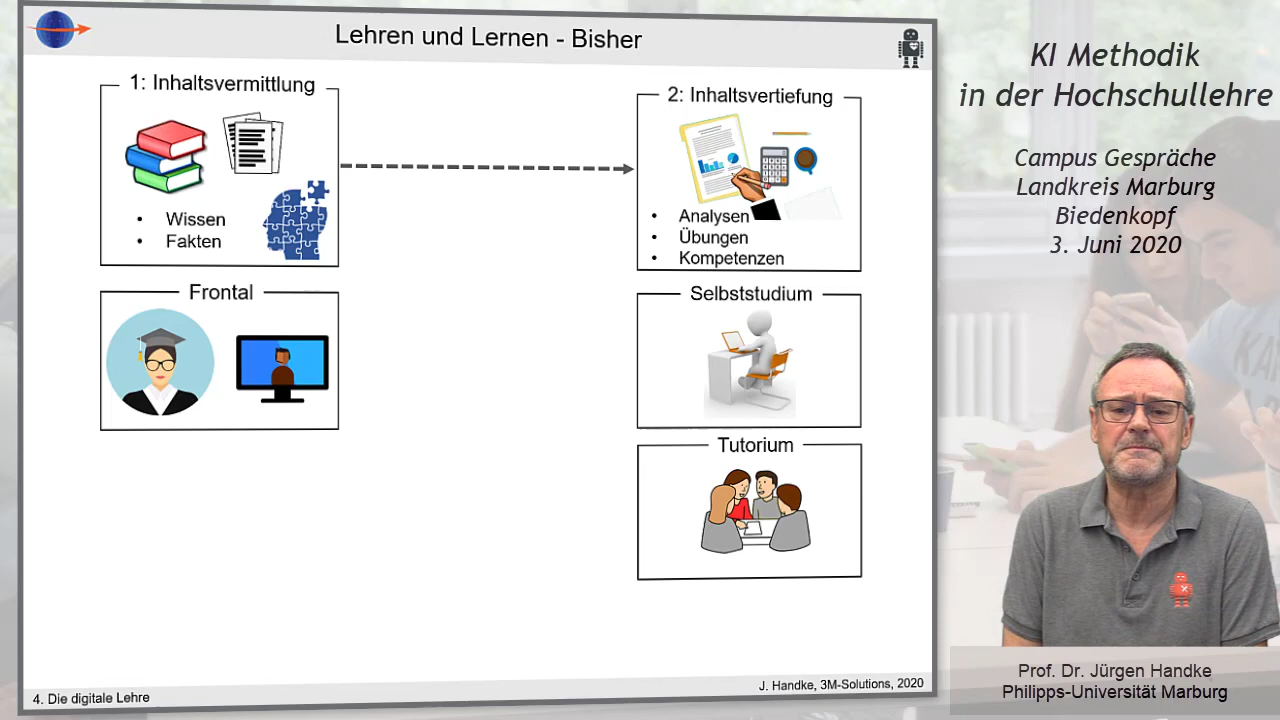 Lehren und Lernen - Bisher
1: Inhaltsvermittlung
• Wissen
• Fakten
Frontal
2: Inhaltsvertiefung
• Analysen
• Übungen
• Kompetenzen
Selbststudium
Tutorium
4. Die digitale Lehre
J. Handke, 3M-Solutions, 2020
KI Methodik
in der Hochschullehre
Campus Gespräche
Landkreis Marburg
Biedenkopf
3. Juni 2020
Prof. Dr. Jürgen Handke
Philipps-Universität Marburg